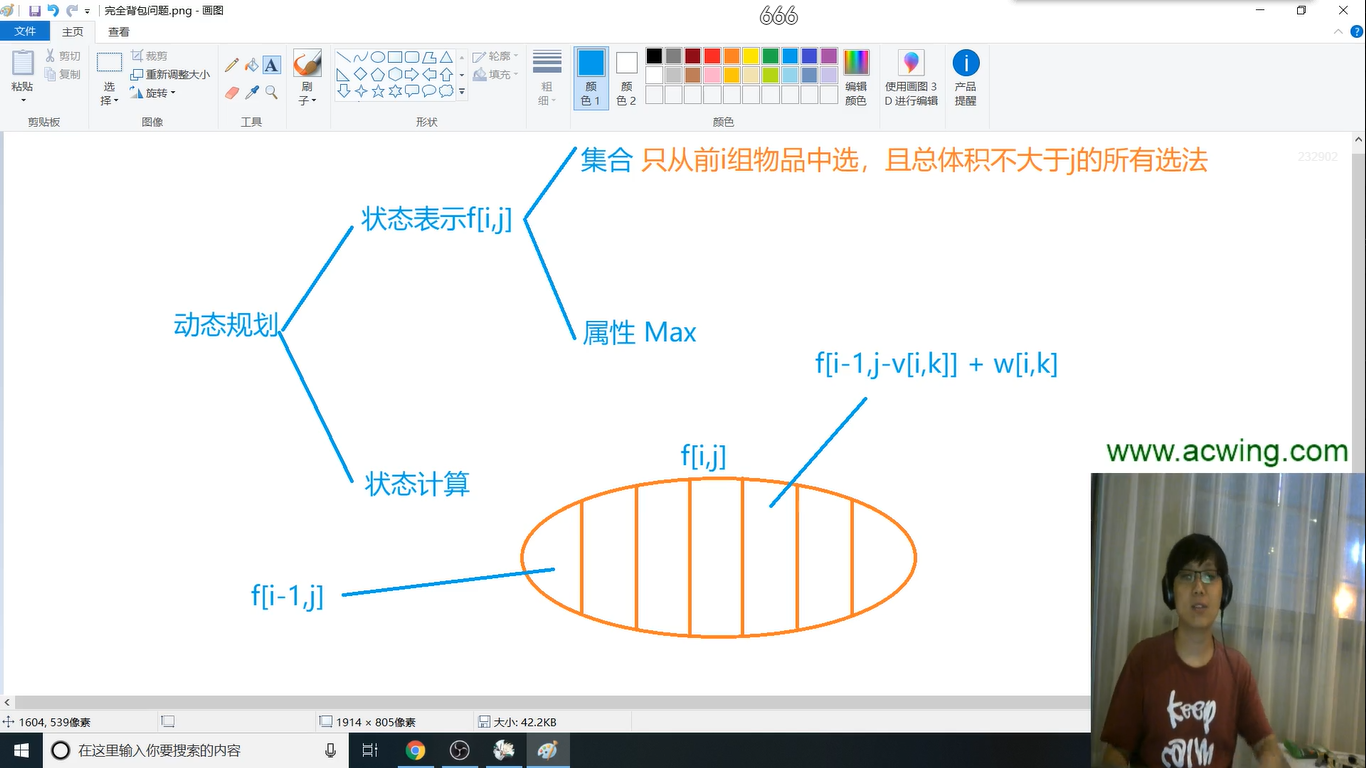 完全背包问题.png - 画图
666
文件 主页 查看
粘贴
剪切
复制
剪贴板
选择
裁剪
重新调整大小
旋转
图像
A
工具
刷子
形状
轮廓
填充
粗细
颜色 1
颜色 2
颜色
编辑颜色
使用画图 3D 进行编辑
产品提醒
232902
集合 只从前i组物品中选，且总体积不大于j的所有选法
状态表示f[i,j]
动态规划
属性 Max
f[i-1,j-v[i,k]] + w[i,k]
f[i,j]
www.acwing.com
状态计算
f[i-1,j]
keep
1604, 539像素
1914 × 805像素
大小: 42.2KB
在这里输入你要搜索的内容